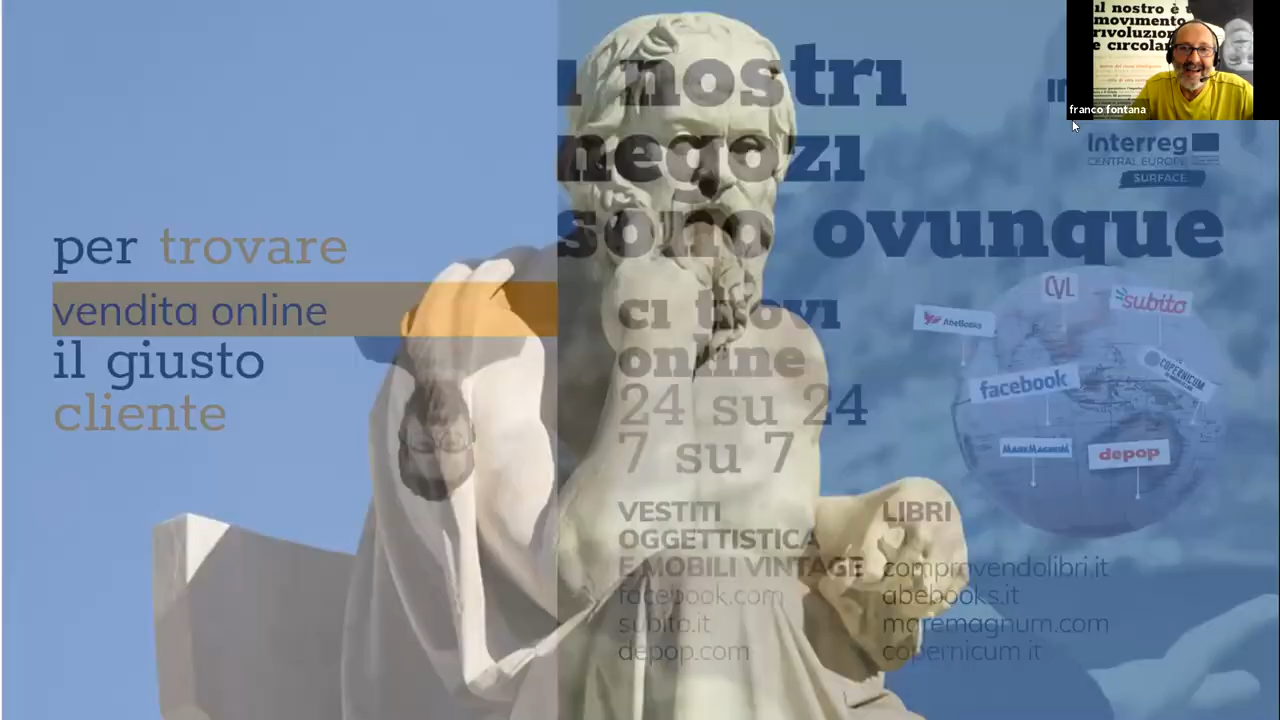 per trovare
vendita online
il giusto
cliente
i nostri
negozi
sono ovunque
ci trovi
online
24 su 24
7 su 7
VESTITI
OGGETTISTICA
E MOBILI VINTAGE
facebook.com
subito.it
depop.com
LIBRI
comprovendolibri.it
abebooks.it
maremagnum.com
copernicum.it
il nostro è
movimento
rivoluzion
e circolar
franco fontana
Interreg
CENTRAL EUROPE
SURFACE
CVL
subito
AbeBooks
facebook
COPERNICUM
MareMagnum
depop